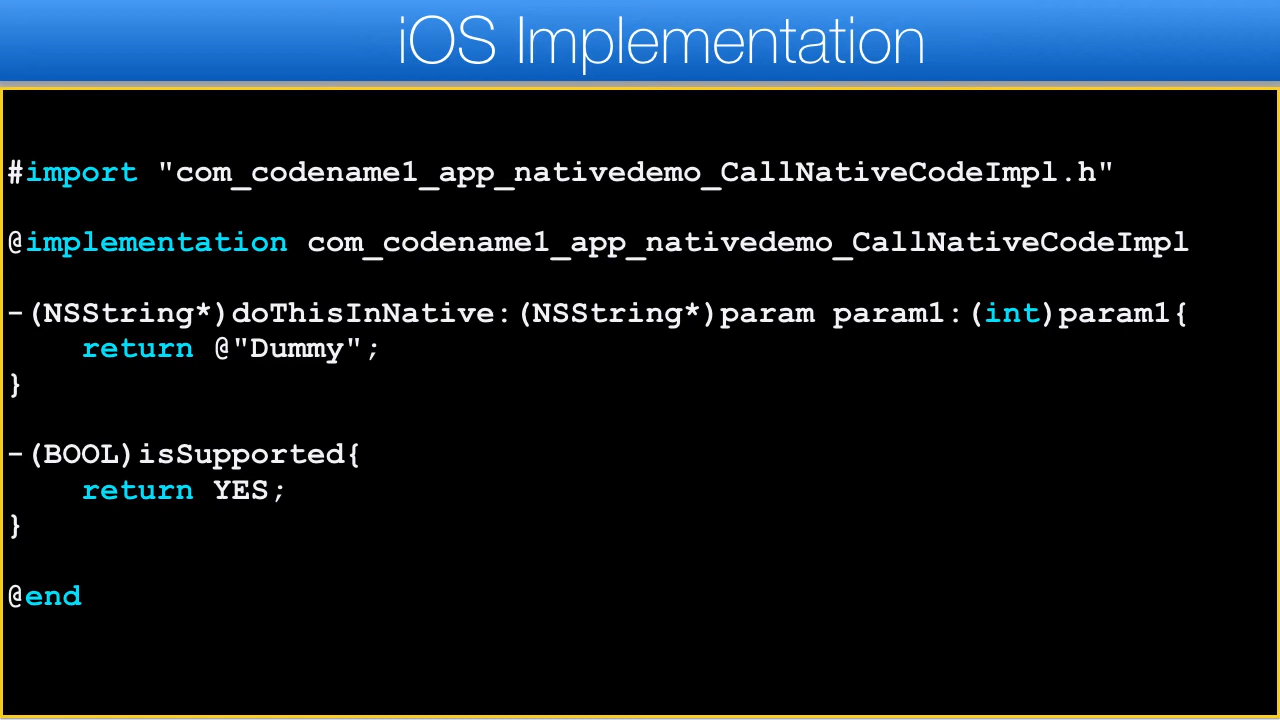 iOS Implementation
#import "com_codename1_app_nativedemo_CallNativeCodeImpl.h"
@implementation com_codename1_app_nativedemo_CallNativeCodeImpl
-(NSString*)doThisInNative:(NSString*)param param1:(int)param1{
    return @"Dummy";
}
-(BOOL)isSupported{
    return YES;
}
@end